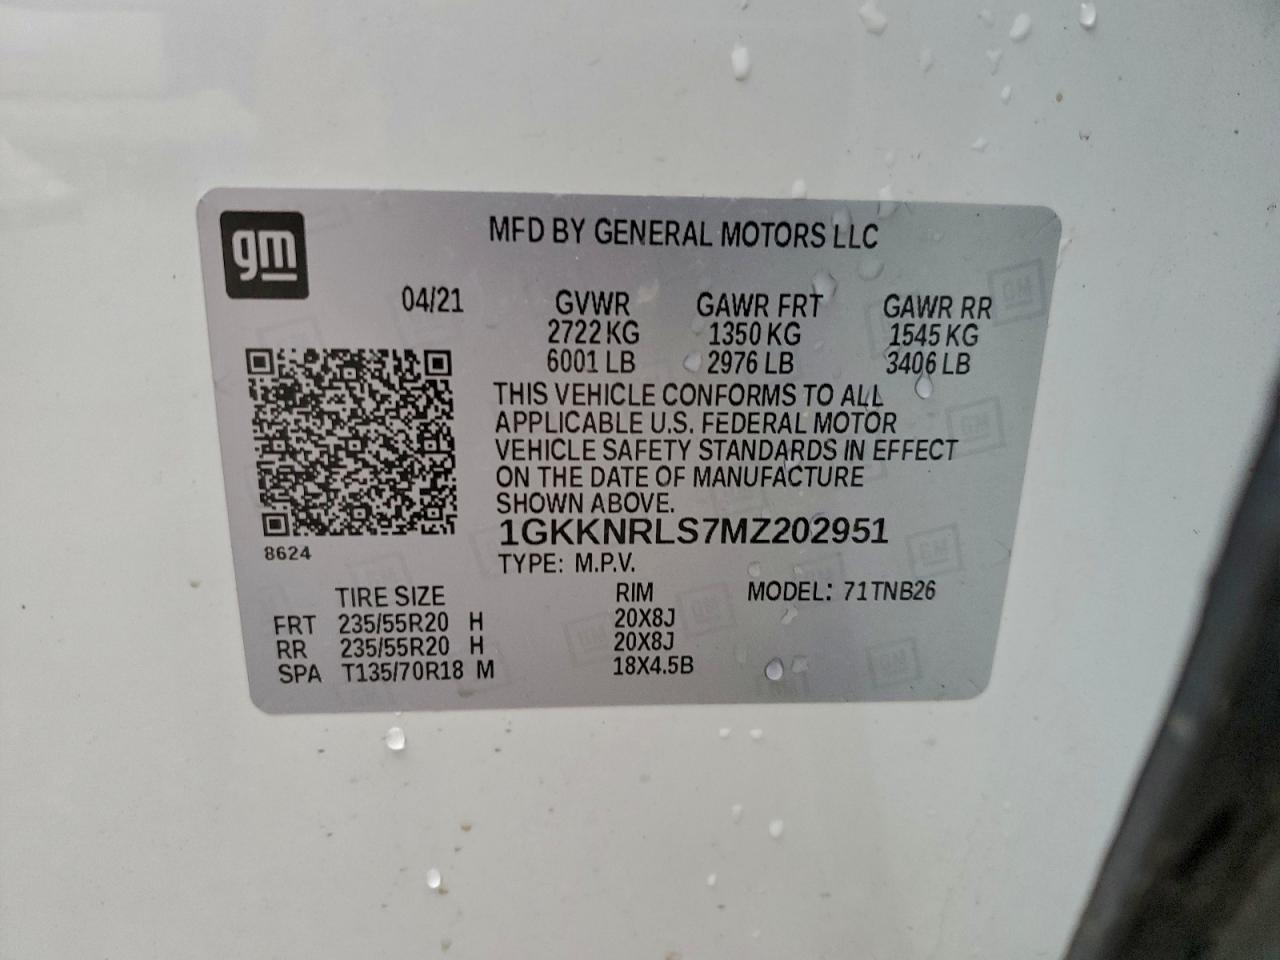 gm
MFD BY GENERAL MOTORS LLC
04/21 GVWR GAWR FRT GAWR RR
2722 KG 1350 KG 1545 KG
6001 LB 2976 LB 3406 LB
THIS VEHICLE CONFORMS TO ALL
APPLICABLE U.S. FEDERAL MOTOR
VEHICLE SAFETY STANDARDS IN EFFECT
ON THE DATE OF MANUFACTURE
SHOWN ABOVE.
1GKKNRLS7MZ202951
8624
TYPE: M.P.V.
TIRE SIZE RIM MODEL: 71TNB26
FRT 235/55R20 H 20X8J
RR 235/55R20 H 20X8J
SPA T135/70R18 M 18X4.5B